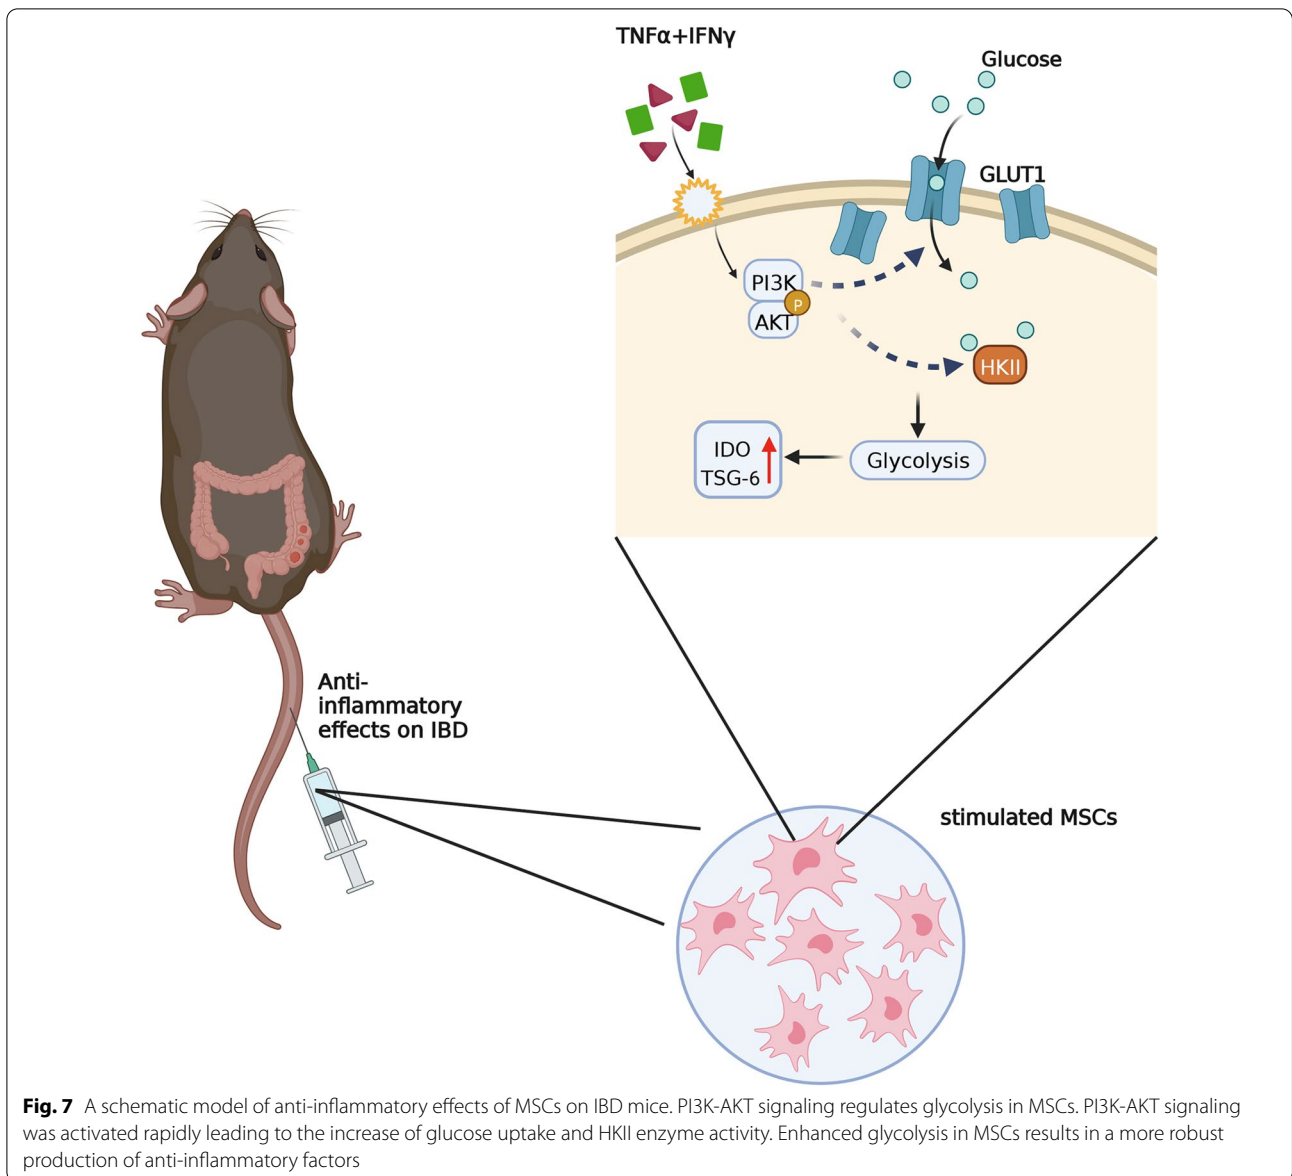 TNFα+IFNγ
Glucose
GLUT1
PI3K
P
AKT
HKII
IDO
TSG-6
Glycolysis
Anti-
inflammatory
effects on IBD
stimulated MSCs
Fig. 7 A schematic model of anti-inflammatory effects of MSCs on IBD mice. PI3K-AKT signaling regulates glycolysis in MSCs. PI3K-AKT signaling
was activated rapidly leading to the increase of glucose uptake and HKII enzyme activity. Enhanced glycolysis in MSCs results in a more robust
production of anti-inflammatory factors